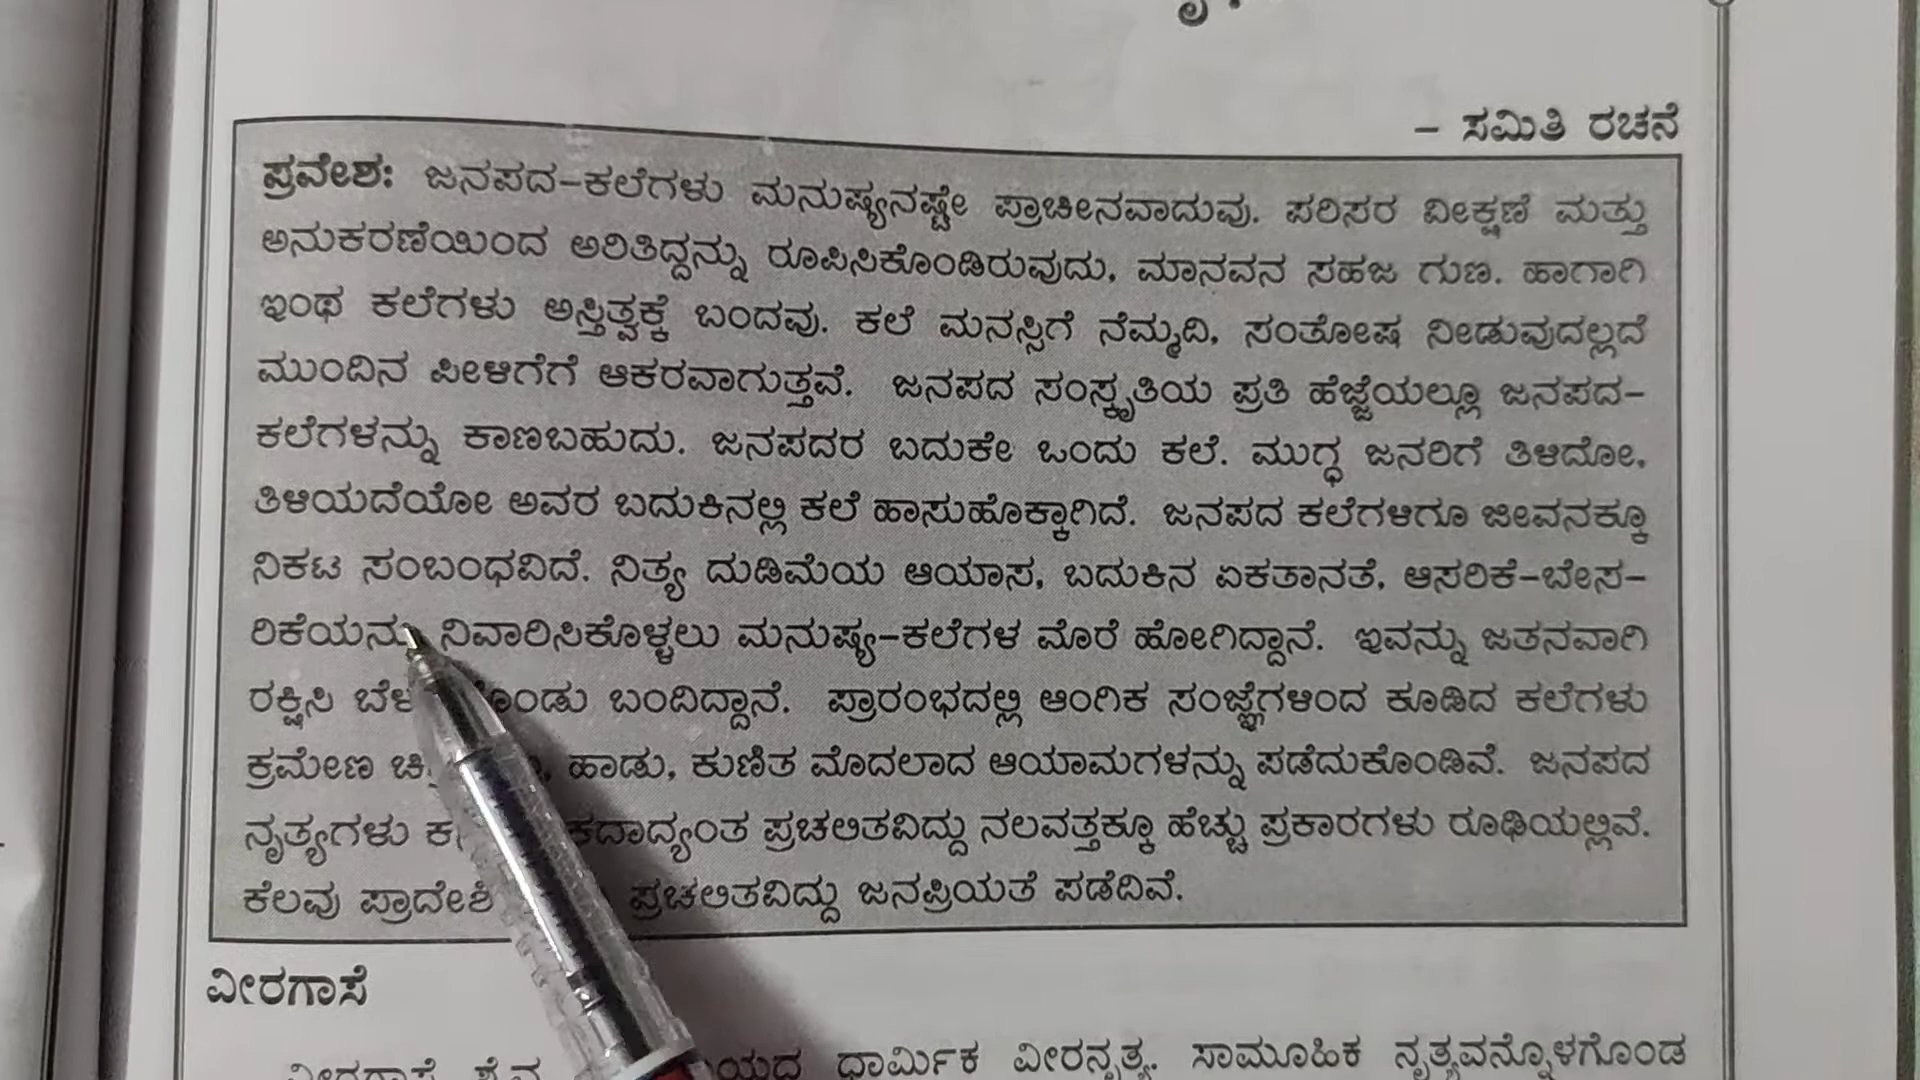 – ಸಮಿತಿ ರಚನೆ
ಪ್ರವೇಶ: ಜನಪದ-ಕಲೆಗಳು ಮನುಷ್ಯನಷ್ಟೇ ಪ್ರಾಚೀನವಾದುವು. ಪರಿಸರ ವೀಕ್ಷಣೆ ಮತ್ತು
ಅನುಕರಣೆಯಿಂದ ಅರಿತಿದ್ದನ್ನು ರೂಪಿಸಿಕೊಂಡಿರುವುದು, ಮಾನವನ ಸಹಜ ಗುಣ. ಹಾಗಾಗಿ
ಇಂಥ ಕಲೆಗಳು ಅಸ್ತಿತ್ವಕ್ಕೆ ಬಂದವು. ಕಲೆ ಮನಸ್ಸಿಗೆ ನೆಮ್ಮದಿ, ಸಂತೋಷ ನೀಡುವುದಲ್ಲದೆ
ಮುಂದಿನ ಪೀಳಿಗೆಗೆ ಆಕರವಾಗುತ್ತವೆ. ಜನಪದ ಸಂಸ್ಕೃತಿಯ ಪ್ರತಿ ಹೆಜ್ಜೆಯಲ್ಲೂ ಜನಪದ-
ಕಲೆಗಳನ್ನು ಕಾಣಬಹುದು. ಜನಪದರ ಬದುಕೇ ಒಂದು ಕಲೆ. ಮುಗ್ಧ ಜನರಿಗೆ ತಿಳಿದೋ,
ತಿಳಿಯದೆಯೋ ಅವರ ಬದುಕಿನಲ್ಲಿ ಕಲೆ ಹಾಸುಹೊಕ್ಕಾಗಿದೆ. ಜನಪದ ಕಲೆಗಳಿಗೂ ಜೀವನಕ್ಕೂ
ನಿಕಟ ಸಂಬಂಧವಿದೆ. ನಿತ್ಯ ದುಡಿಮೆಯ ಆಯಾಸ, ಬದುಕಿನ ಏಕತಾನತೆ, ಆಸರಿಕೆ-ಬೇಸ-
ರಿಕೆಯನ್ನು ನಿವಾರಿಸಿಕೊಳ್ಳಲು ಮನುಷ್ಯ-ಕಲೆಗಳ ಮೊರೆ ಹೋಗಿದ್ದಾನೆ. ಇವನ್ನು ಜತನವಾಗಿ
ರಕ್ಷಿಸಿ ಬಂದಿದ್ದಾನೆ. ಪ್ರಾರಂಭದಲ್ಲಿ ಆಂಗಿಕ ಸಂಜ್ಞೆಗಳಿಂದ ಕೂಡಿದ ಕಲೆಗಳು
ಕ್ರಮೇಣ ಹಾಡು, ಕುಣಿತ ಮೊದಲಾದ ಆಯಾಮಗಳನ್ನು ಪಡೆದುಕೊಂಡಿವೆ. ಜನಪದ
ನೃತ್ಯಗಳು ಪ್ರಚಲಿತವಿದ್ದು ನಲವತ್ತಕ್ಕೂ ಹೆಚ್ಚು ಪ್ರಕಾರಗಳು ರೂಢಿಯಲ್ಲಿವೆ.
ಕೆಲವು ಪ್ರಚಲಿತವಿದ್ದು ಜನಪ್ರಿಯತೆ ಪಡೆದಿವೆ.
ವೀರಗಾಸೆ
ಧಾರ್ಮಿಕ ವೀರನೃತ್ಯ. ಸಾಮೂಹಿಕ ನೃತ್ಯವನ್ನೊಳಗೊಂಡ